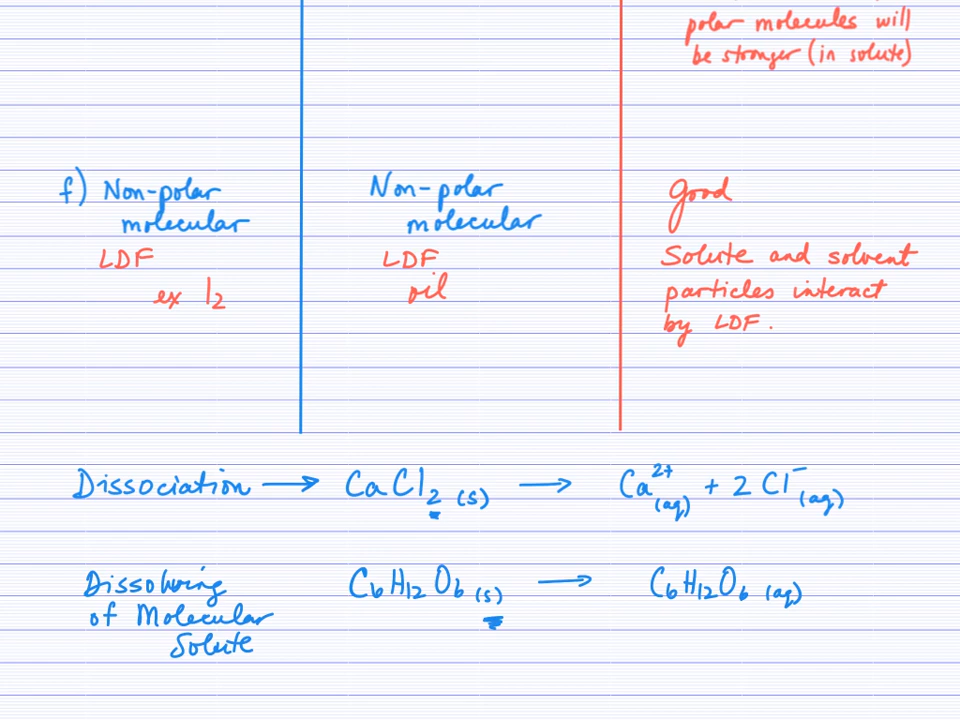 polar molecules will
be stronger (in solute)
f) Non-polar
molecular
LDF
ex I2
Non-polar
molecular
LDF
oil
Good
Solute and solvent
particles interact
by LDF.
Dissociation → CaCl2 (s) → Ca2+ (aq) + 2 Cl- (aq)
Dissolving
of Molecular
Solute
C6H12O6 (s) → C6H12O6 (aq)